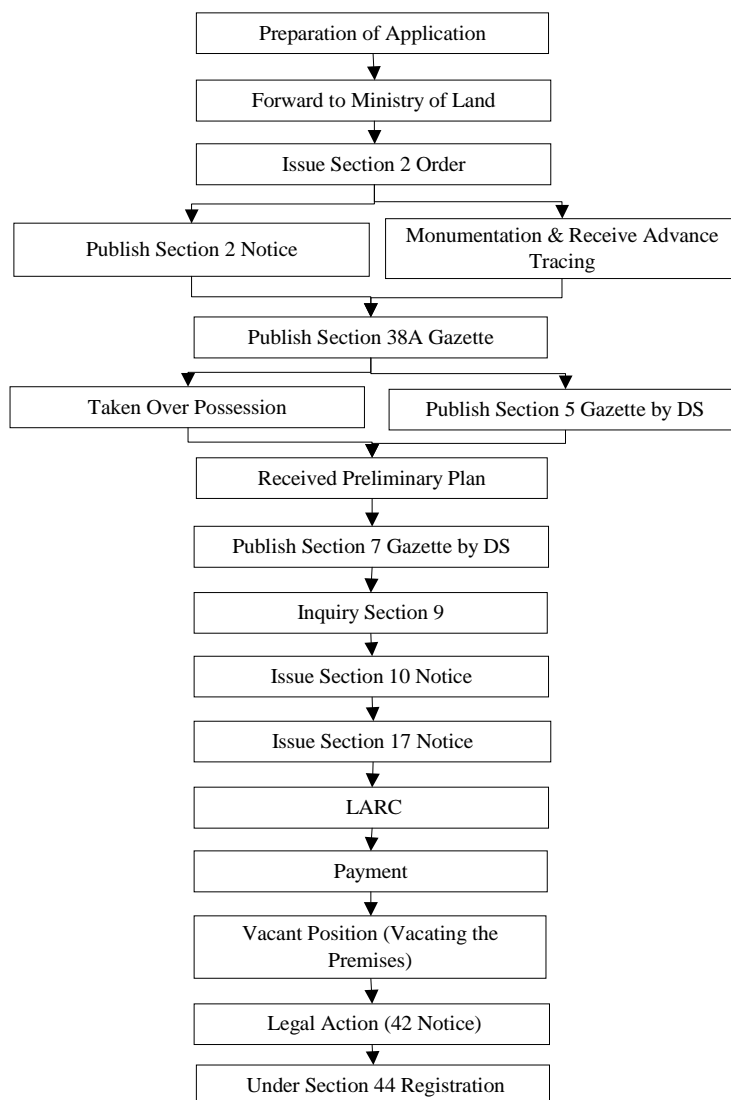 Preparation of Application
Forward to Ministry of Land
Issue Section 2 Order
Publish Section 2 Notice
Monumentation & Receive Advance
Tracing
Publish Section 38A Gazette
Taken Over Possession
Publish Section 5 Gazette by DS
Received Preliminary Plan
Publish Section 7 Gazette by DS
Inquiry Section 9
Issue Section 10 Notice
Issue Section 17 Notice
LARC
Payment
Vacant Position (Vacating the
Premises)
Legal Action (42 Notice)
Under Section 44 Registration